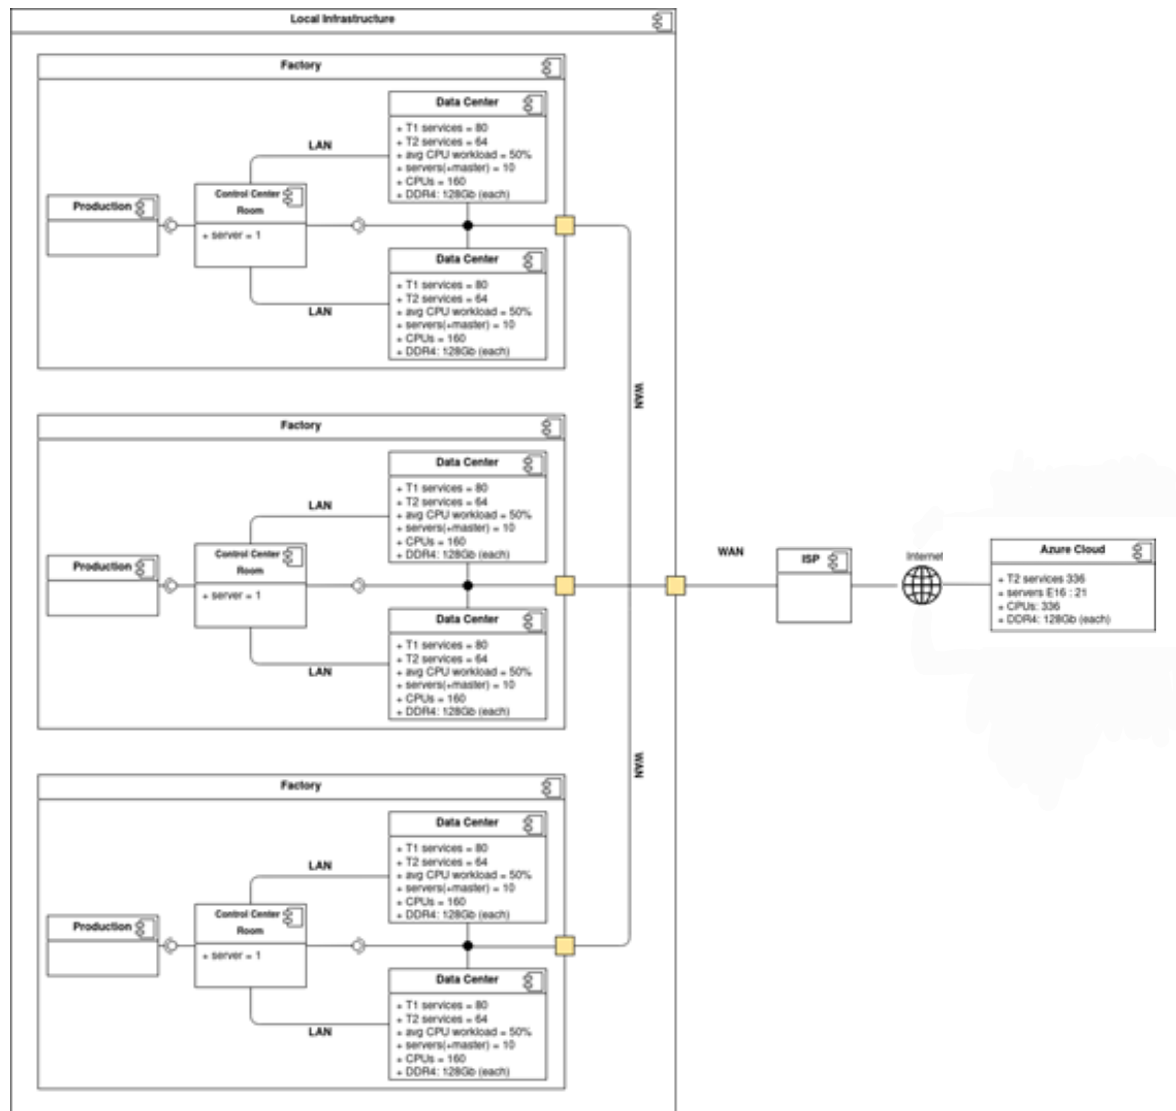 Local Infrastructure
Factory
Data Center
+ T1 services = 80
+ T2 services = 64
+ avg CPU workload = 50%
+ servers(+master) = 10
+ CPUs = 160
+ DDR4: 128Gb (each)
LAN
Production
Control Center
Room
+ server = 1
Data Center
+ T1 services = 80
+ T2 services = 64
+ avg CPU workload = 50%
+ servers(+master) = 10
+ CPUs = 160
+ DDR4: 128Gb (each)
LAN
WAN
Factory
Data Center
+ T1 services = 80
+ T2 services = 64
+ avg CPU workload = 50%
+ servers(+master) = 10
+ CPUs = 160
+ DDR4: 128Gb (each)
LAN
Production
Control Center
Room
+ server = 1
Data Center
+ T1 services = 80
+ T2 services = 64
+ avg CPU workload = 50%
+ servers(+master) = 10
+ CPUs = 160
+ DDR4: 128Gb (each)
LAN
WAN
ISP
Internet
Azure Cloud
+ T2 services 336
+ servers E16 : 21
+ CPUs: 336
+ DDR4: 128Gb (each)
WAN
Factory
Data Center
+ T1 services = 80
+ T2 services = 64
+ avg CPU workload = 50%
+ servers(+master) = 10
+ CPUs = 160
+ DDR4: 128Gb (each)
LAN
Production
Control Center
Room
+ server = 1
Data Center
+ T1 services = 80
+ T2 services = 64
+ avg CPU workload = 50%
+ servers(+master) = 10
+ CPUs = 160
+ DDR4: 128Gb (each)
LAN